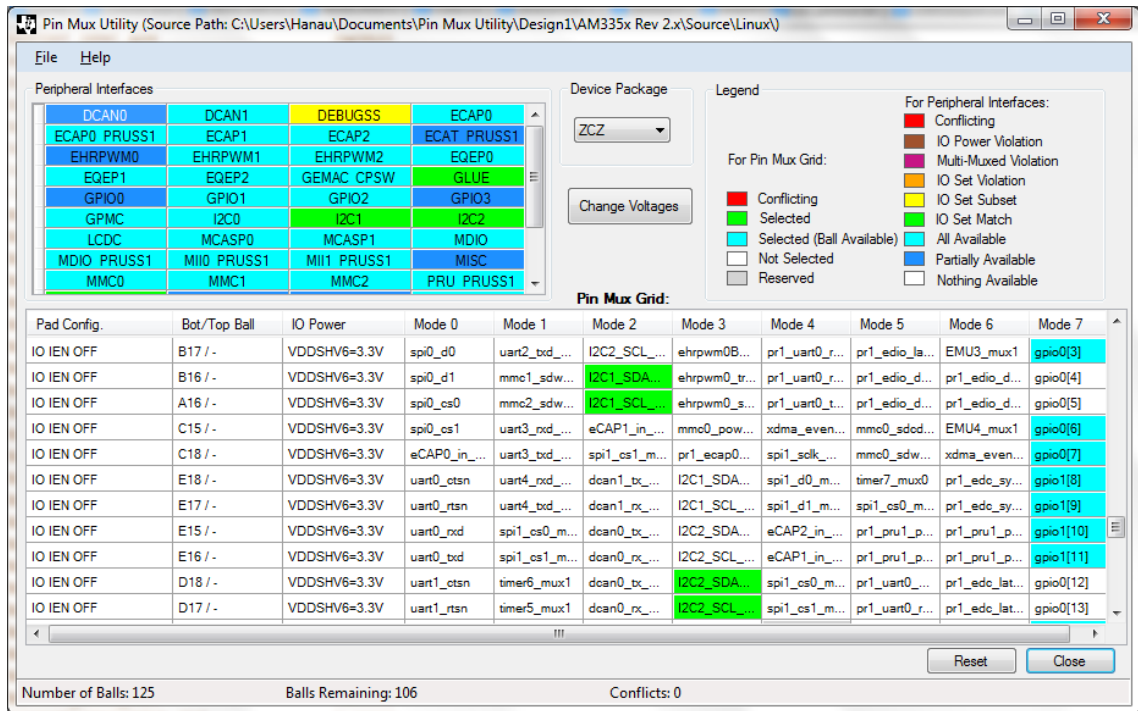 Pin Mux Utility (Source Path: C:\Users\Hanau\Documents\Pin Mux Utility\Design1\AM335x Rev 2.x\Source\Linux\)
File Help
Peripheral Interfaces
DCAN0 DCAN1 DEBUGSS ECAP0
ECAP0 PRUSS1 ECAP1 ECAP2 ECAT PRUSS1
EHRPWM0 EHRPWM1 EHRPWM2 EQEP0
EQEP1 EQEP2 GEMAC CPSW GLUE
GPIO0 GPIO1 GPIO2 GPIO3
GPMC I2C0 I2C1 I2C2
LCDC MCASP0 MCASP1 MDIO
MDIO PRUSS1 MII0 PRUSS1 MII1 PRUSS1 MISC
MMC0 MMC1 MMC2 PRU PRUSS1
Device Package
ZCZ
Change Voltages
Legend
For Pin Mux Grid:
Conflicting
Selected
Selected (Ball Available)
Not Selected
Reserved
For Peripheral Interfaces:
Conflicting
IO Power Violation
Multi-Muxed Violation
IO Set Violation
IO Set Subset
IO Set Match
All Available
Partially Available
Nothing Available
Pin Mux Grid:
Pad Config. Bot/Top Ball IO Power Mode 0 Mode 1 Mode 2 Mode 3 Mode 4 Mode 5 Mode 6 Mode 7
IO IEN OFF B17 / - VDDSHV6=3.3V spi0_d0 uart2_txd_... I2C2_SCL_... ehrpwm0B... pr1_uart0_r... pr1_edio_la... EMU3_mux1 gpio0[3]
IO IEN OFF B16 / - VDDSHV6=3.3V spi0_d1 mmc1_sdw... I2C1_SDA... ehrpwm0_tr... pr1_uart0_r... pr1_edio_d... pr1_edio_d... gpio0[4]
IO IEN OFF A16 / - VDDSHV6=3.3V spi0_cs0 mmc2_sdw... I2C1_SCL_... ehrpwm0_s... pr1_uart0_t... pr1_edio_d... pr1_edio_d... gpio0[5]
IO IEN OFF C15 / - VDDSHV6=3.3V spi0_cs1 uart3_rxd_... eCAP1_in_... mmc0_pow... xdma_even... mmc0_sdcd... EMU4_mux1 gpio0[6]
IO IEN OFF C18 / - VDDSHV6=3.3V eCAP0_in_... uart3_txd_... spi1_cs1_m... pr1_ecap0... spi1_sclk_... mmc0_sdw... xdma_even... gpio0[7]
IO IEN OFF E18 / - VDDSHV6=3.3V uart0_ctsn uart4_rxd_... dcan1_tx_... I2C1_SDA... spi1_d0_m... timer7_mux0 pr1_edc_sy... gpio1[8]
IO IEN OFF E17 / - VDDSHV6=3.3V uart0_rtsn uart4_txd_... dcan1_rx_... I2C1_SCL_... spi1_d1_m... spi1_cs0_m... pr1_edc_sy... gpio1[9]
IO IEN OFF E15 / - VDDSHV6=3.3V uart0_rxd spi1_cs0_m... dcan0_tx_... I2C2_SDA... eCAP2_in_... pr1_pru1_p... pr1_pru1_p... gpio1[10]
IO IEN OFF E16 / - VDDSHV6=3.3V uart0_txd spi1_cs1_m... dcan0_rx_... I2C2_SCL_... eCAP1_in_... pr1_pru1_p... pr1_pru1_p... gpio1[11]
IO IEN OFF D18 / - VDDSHV6=3.3V uart1_ctsn timer6_mux1 dcan0_tx_... I2C2_SDA... spi1_cs0_m... pr1_uart0_... pr1_edc_lat... gpio0[12]
IO IEN OFF D17 / - VDDSHV6=3.3V uart1_rtsn timer5_mux1 dcan0_rx_... I2C2_SCL_... spi1_cs1_m... pr1_uart0_r... pr1_edc_lat... gpio0[13]
Reset Close
Number of Balls: 125 Balls Remaining: 106 Conflicts: 0